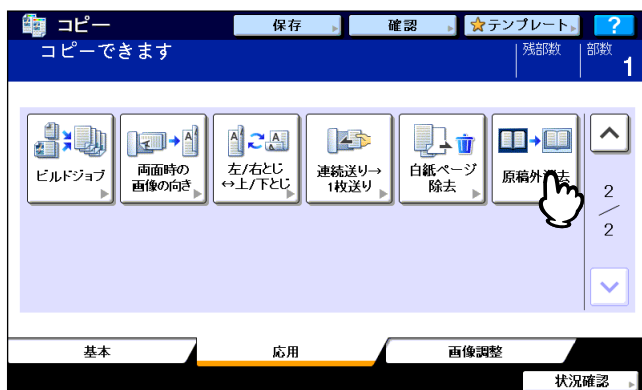 コピー
保存
確認
テンプレート
?
コピーできます
残部数
部数
1
ビルドジョブ
両面時の
画像の向き
左/右とじ
↔上/下とじ
連続送り→
1枚送り
白紙ページ
除去
原稿外消去
2
/
2
基本
応用
画像調整
状況確認